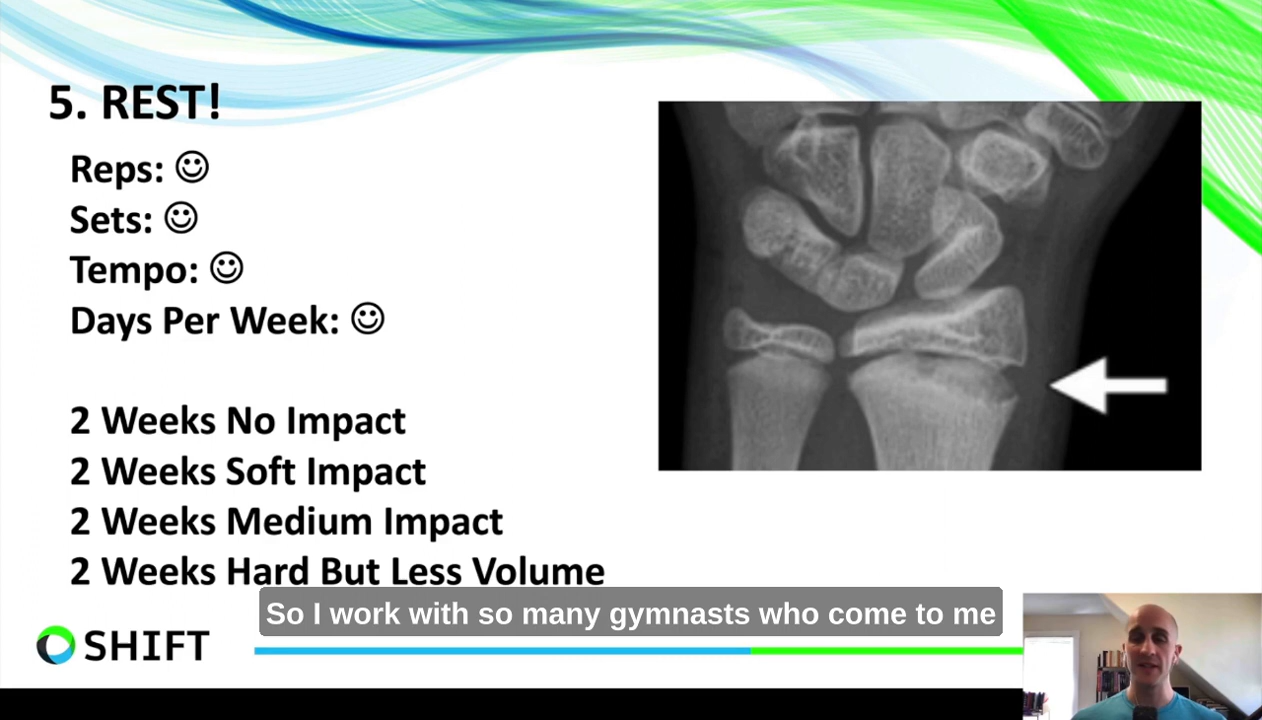 5. REST!
Reps: ☺
Sets: ☺
Tempo: ☺
Days Per Week: ☺
2 Weeks No Impact
2 Weeks Soft Impact
2 Weeks Medium Impact
2 Weeks Hard But Less Volume
So I work with so many gymnasts who come to me
SHIFT